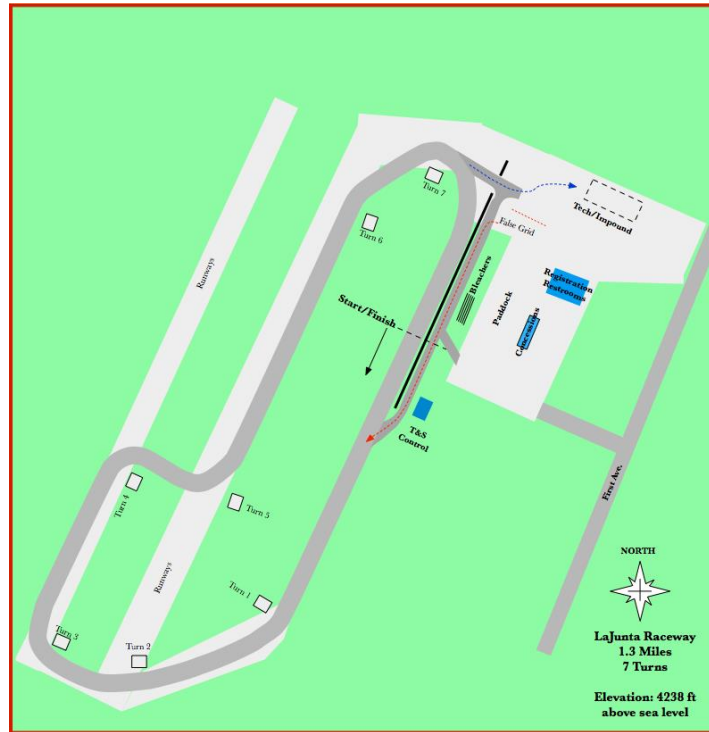 Turn 7
Tech/Impound
Turn 6
False Grid
Runways
Bleachers
Registration
Restrooms
Paddock
Start/Finish
Concessions
T&S
Control
Turn 4
Turn 5
First Ave.
Runways
Turn 1
Turn 3
Turn 2
NORTH
LaJunta Raceway
1.3 Miles
7 Turns
Elevation: 4238 ft
above sea level